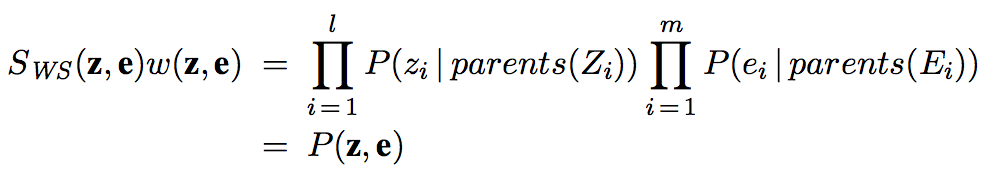 S_{WS}(𝐳,𝐞)w(𝐳,𝐞) = ∏_{i=1}^{l} P(z_i | parents(Z_i)) ∏_{i=1}^{m} P(e_i | parents(E_i))
= P(𝐳,𝐞)